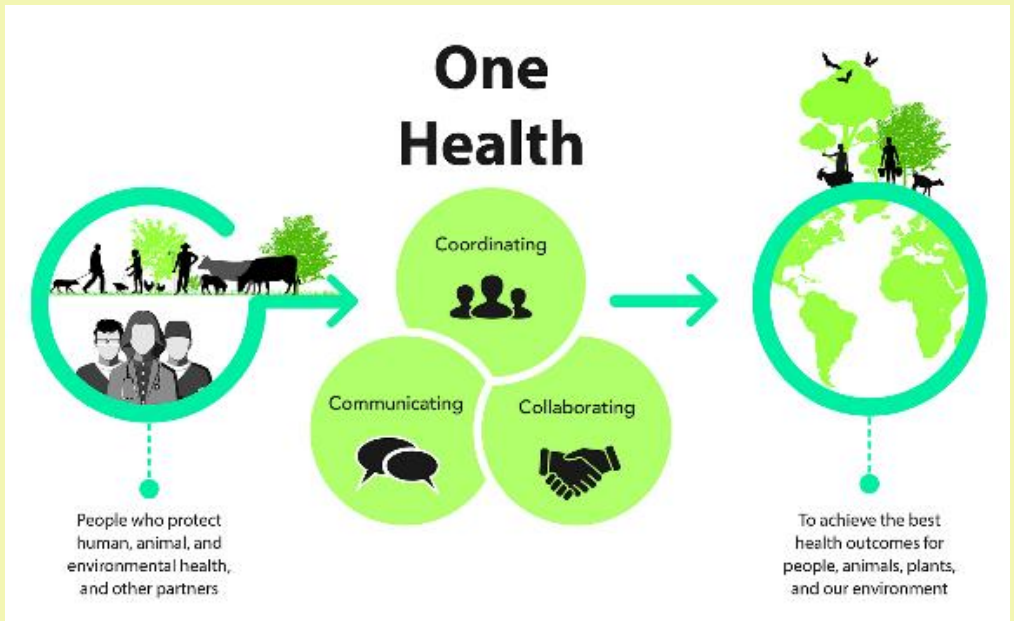 One
Health
Coordinating
Communicating
Collaborating
People who protect
human, animal, and
environmental health,
and other partners
To achieve the best
health outcomes for
people, animals, plants,
and our environment